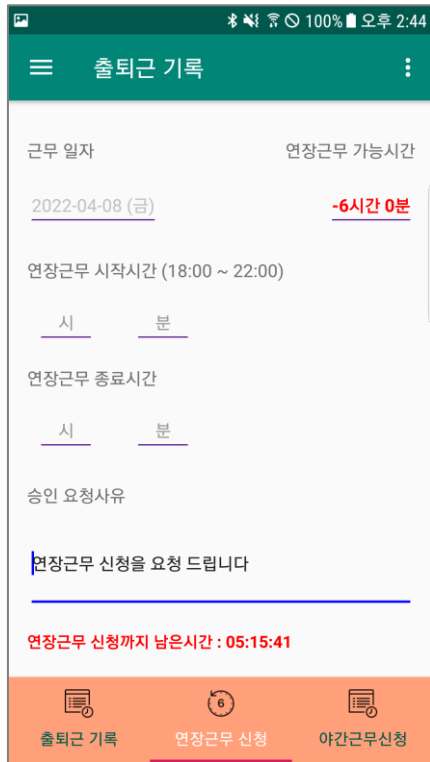 100% 오후 2:44
출퇴근 기록
근무 일자 연장근무 가능시간
2022-04-08 (금) -6시간 0분
연장근무 시작시간 (18:00 ~ 22:00)
시 분
연장근무 종료시간
시 분
승인 요청사유
연장근무 신청을 요청 드립니다
연장근무 신청까지 남은시간 : 05:15:41
6
출퇴근 기록 연장근무 신청 야간근무신청